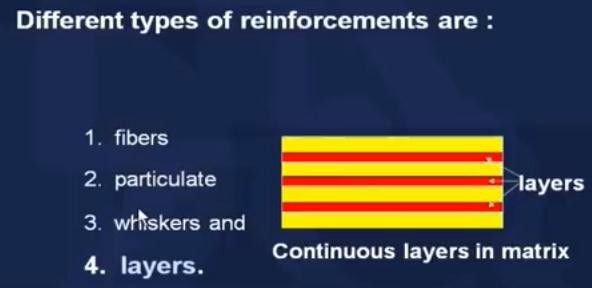 Different types of reinforcements are :
1. fibers
2. particulate
3. whiskers and
4. layers.
layers
Continuous layers in matrix